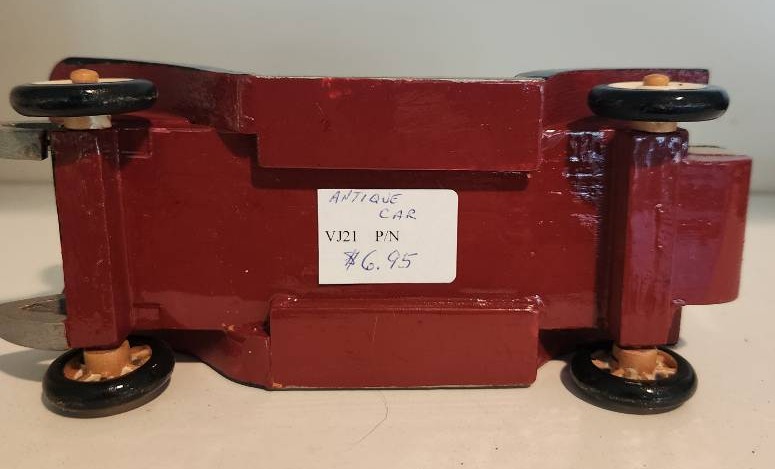 ANTIQUE
CAR
VJ21 P/N
$6.95